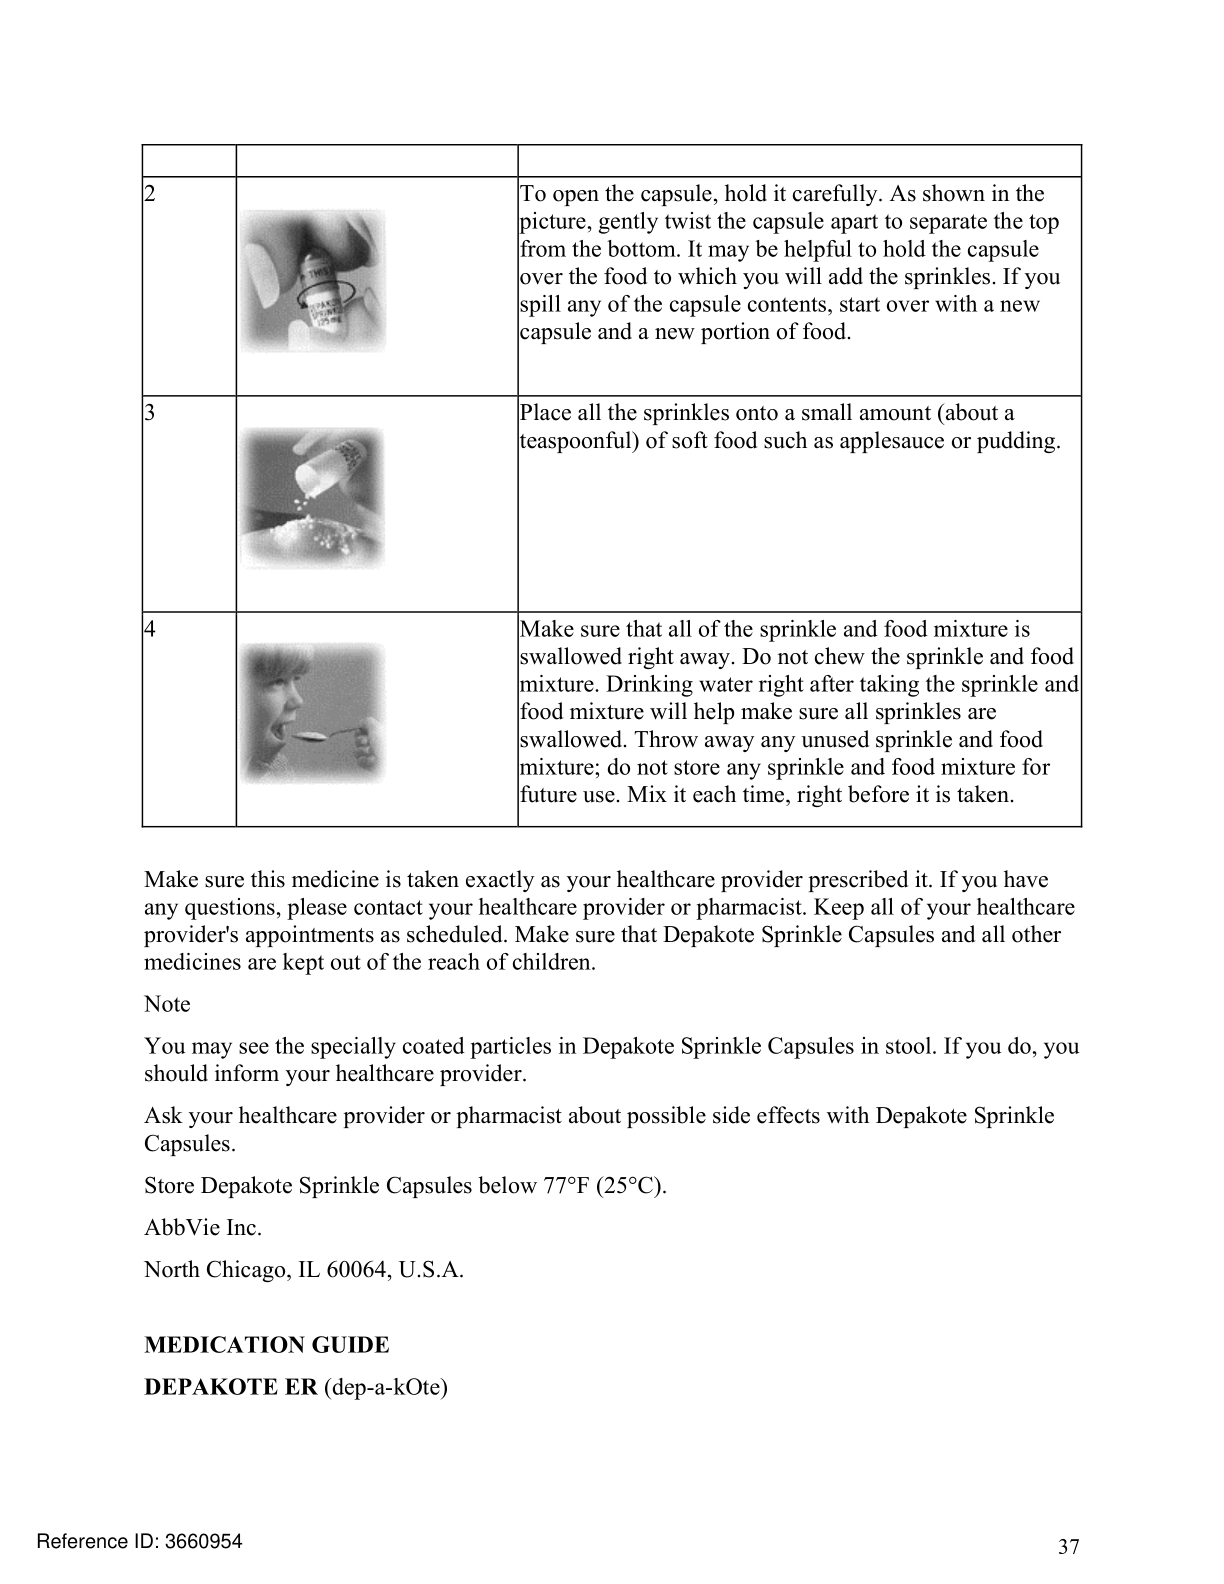 2
To open the capsule, hold it carefully. As shown in the
picture, gently twist the capsule apart to separate the top
from the bottom. It may be helpful to hold the capsule
over the food to which you will add the sprinkles. If you
spill any of the capsule contents, start over with a new
capsule and a new portion of food.
THIS
DEPAKOTE
SPRINKLE
125 mg
3
Place all the sprinkles onto a small amount (about a
teaspoonful) of soft food such as applesauce or pudding.
4
Make sure that all of the sprinkle and food mixture is
swallowed right away. Do not chew the sprinkle and food
mixture. Drinking water right after taking the sprinkle and
food mixture will help make sure all sprinkles are
swallowed. Throw away any unused sprinkle and food
mixture; do not store any sprinkle and food mixture for
future use. Mix it each time, right before it is taken.
Make sure this medicine is taken exactly as your healthcare provider prescribed it. If you have
any questions, please contact your healthcare provider or pharmacist. Keep all of your healthcare
provider's appointments as scheduled. Make sure that Depakote Sprinkle Capsules and all other
medicines are kept out of the reach of children.
Note
You may see the specially coated particles in Depakote Sprinkle Capsules in stool. If you do, you
should inform your healthcare provider.
Ask your healthcare provider or pharmacist about possible side effects with Depakote Sprinkle
Capsules.
Store Depakote Sprinkle Capsules below 77°F (25°C).
AbbVie Inc.
North Chicago, IL 60064, U.S.A.
MEDICATION GUIDE
DEPAKOTE ER (dep-a-kOte)
Reference ID: 3660954
37